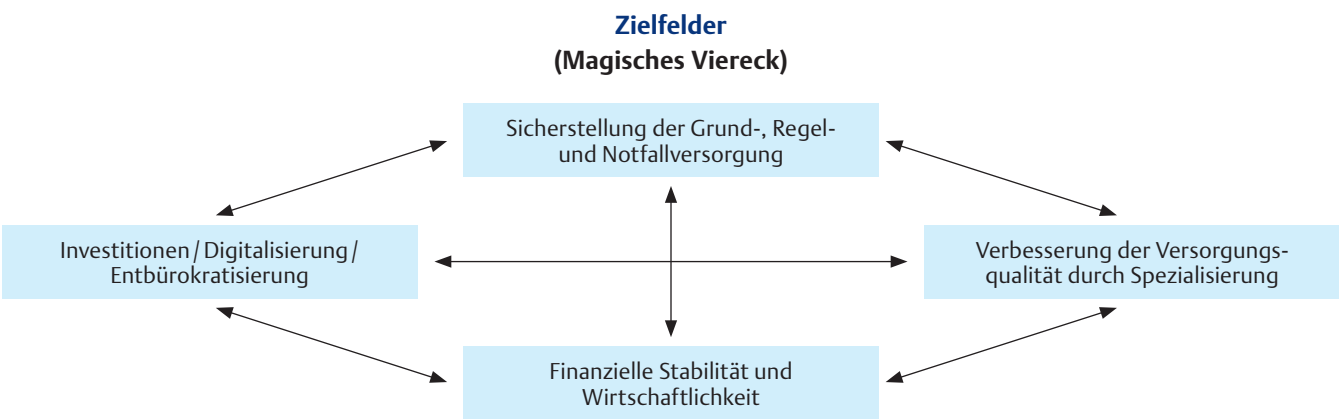 Zielfelder
(Magisches Viereck)
Sicherstellung der Grund-, Regel-
und Notfallversorgung
Investitionen / Digitalisierung /
Entbürokratisierung
Verbesserung der Versorgungs-
qualität durch Spezialisierung
Finanzielle Stabilität und
Wirtschaftlichkeit